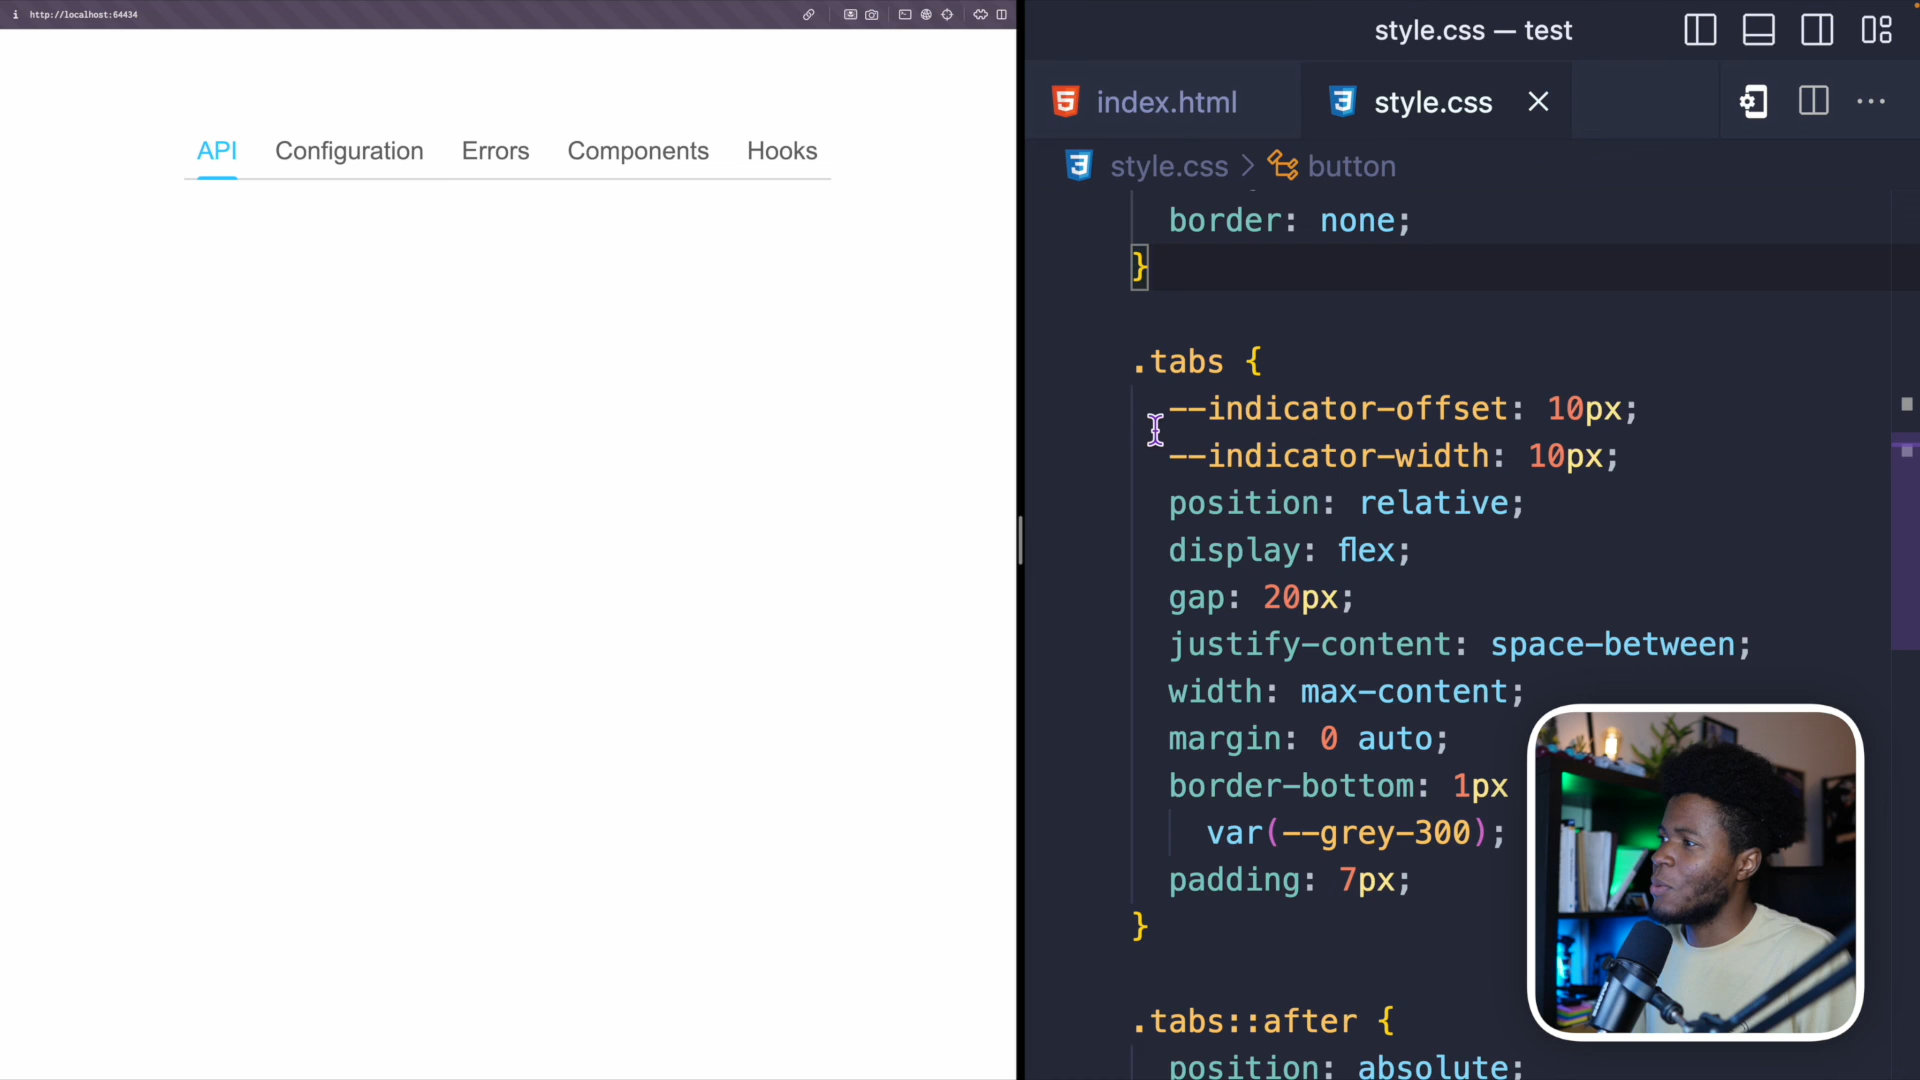 http://localhost:64434
API Configuration Errors Components Hooks
style.css — test
index.html style.css
style.css > button
border: none;
}
.tabs {
--indicator-offset: 10px;
--indicator-width: 10px;
position: relative;
display: flex;
gap: 20px;
justify-content: space-between;
width: max-content;
margin: 0 auto;
border-bottom: 1px
var(--grey-300);
padding: 7px;
}
.tabs::after {
position: absolute;